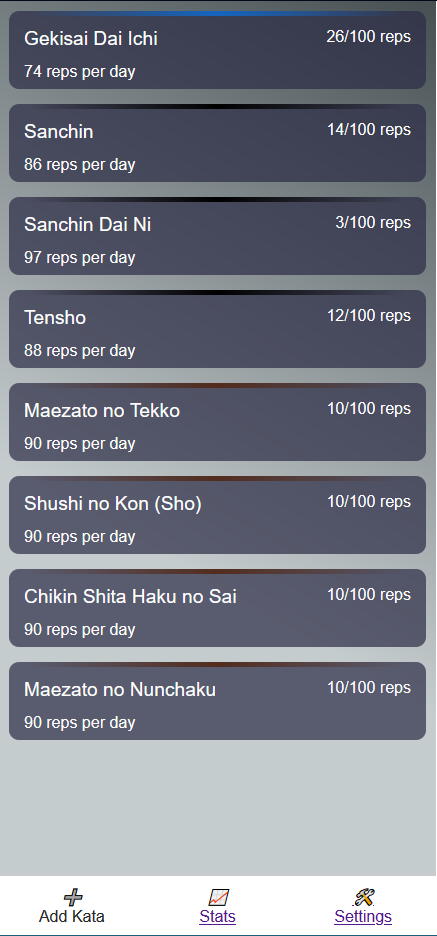 Gekisai Dai Ichi
26/100 reps
74 reps per day
Sanchin
14/100 reps
86 reps per day
Sanchin Dai Ni
3/100 reps
97 reps per day
Tensho
12/100 reps
88 reps per day
Maezato no Tekko
10/100 reps
90 reps per day
Shushi no Kon (Sho)
10/100 reps
90 reps per day
Chikin Shita Haku no Sai
10/100 reps
90 reps per day
Maezato no Nunchaku
10/100 reps
90 reps per day
Add Kata
Stats
Settings